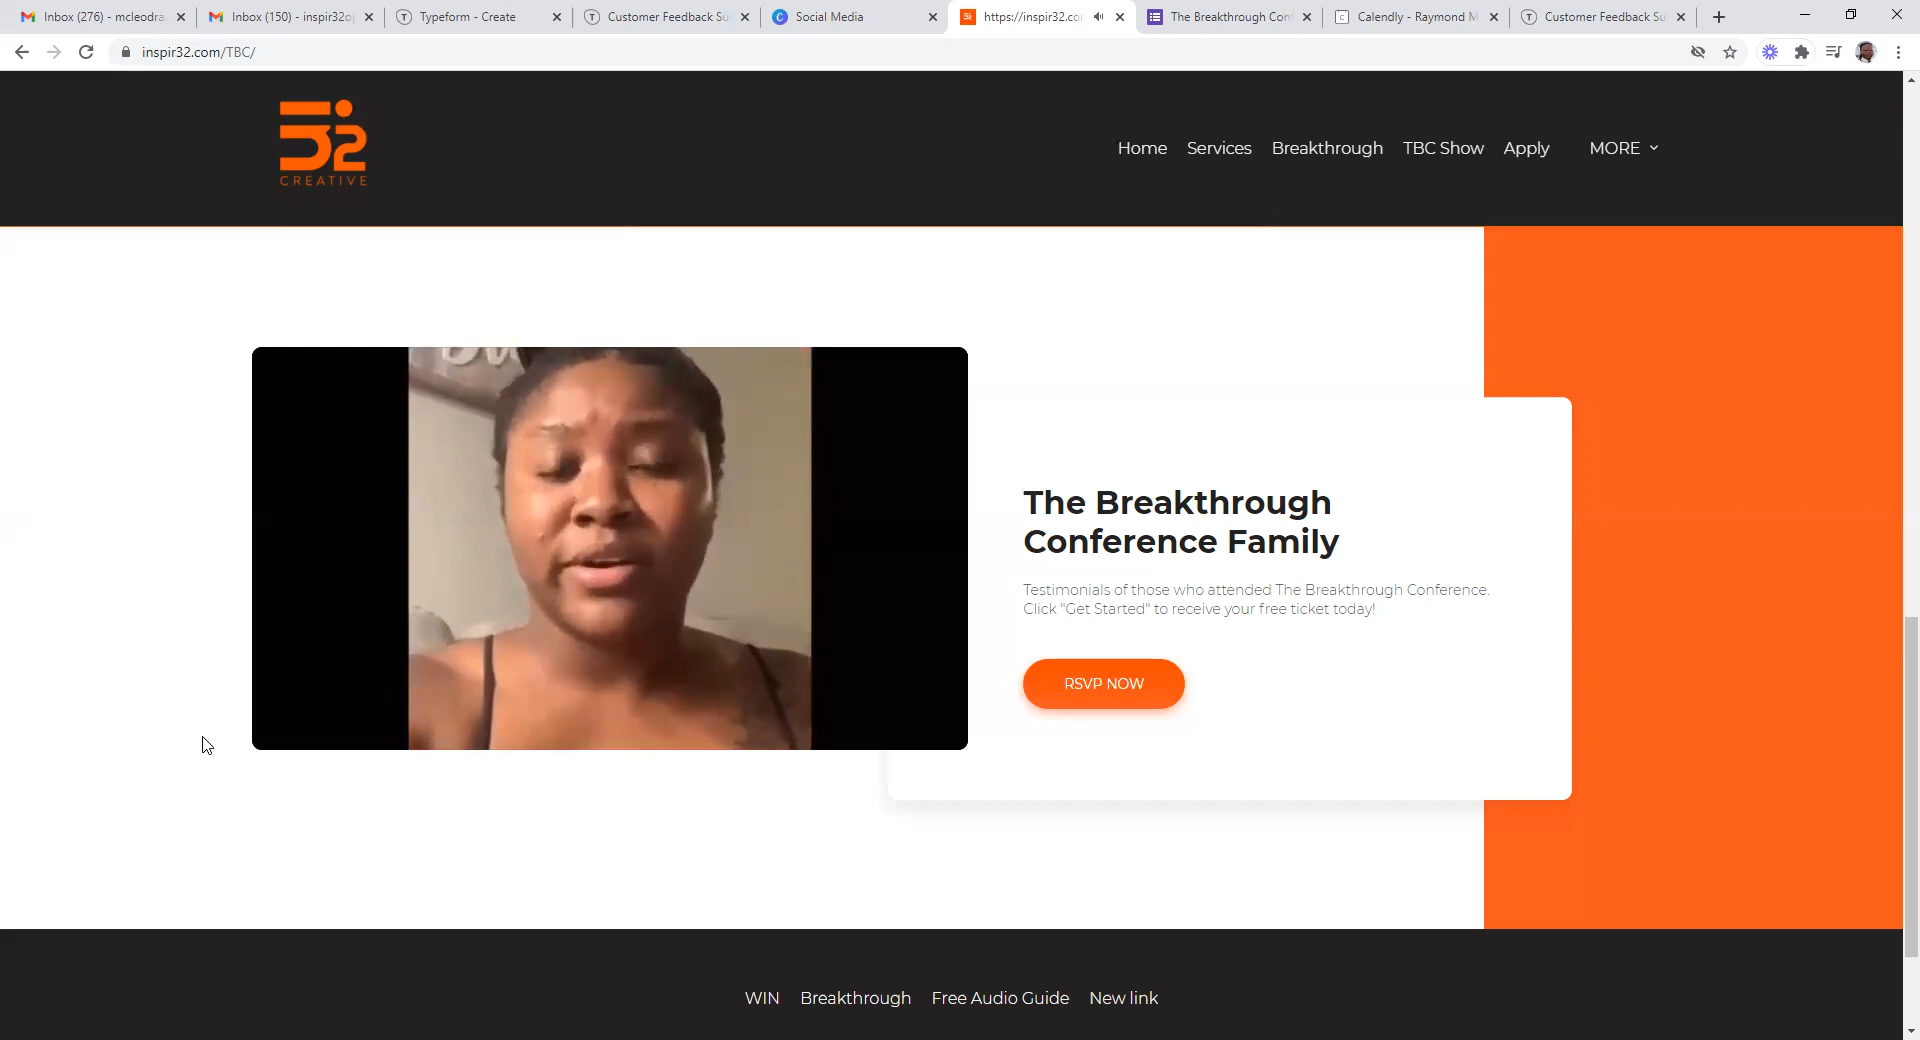 Inbox (276) - mcleodra
Inbox (150) - inspir32o
Typeform - Create
Customer Feedback Su
Social Media
https://inspir32.co
The Breakthrough Con
Calendly - Raymond M
Customer Feedback Su
inspir32.com/TBC/
32
CREATIVE
Home
Services
Breakthrough
TBC Show
Apply
MORE
The Breakthrough
Conference Family
Testimonials of those who attended The Breakthrough Conference.
Click "Get Started" to receive your free ticket today!
RSVP NOW
WIN
Breakthrough
Free Audio Guide
New link